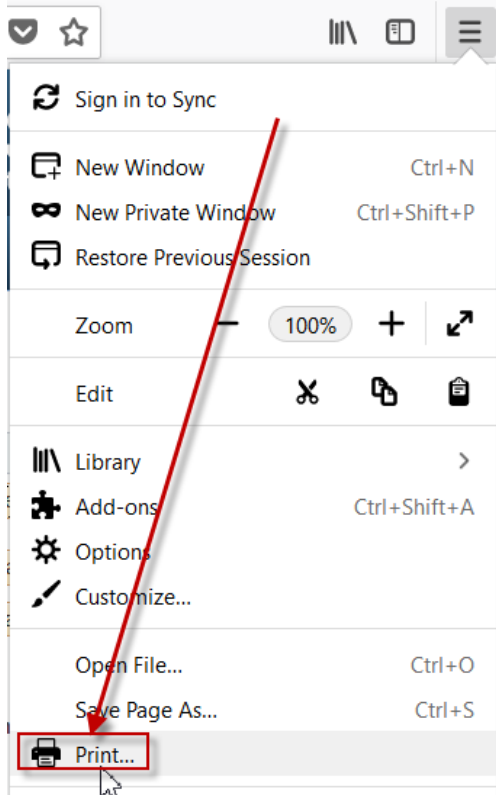 Sign in to Sync
New Window Ctrl+N
New Private Window Ctrl+Shift+P
Restore Previous Session
Zoom 100%
Edit
Library
Add-ons Ctrl+Shift+A
Options
Customize...
Open File... Ctrl+O
Save Page As... Ctrl+S
Print...